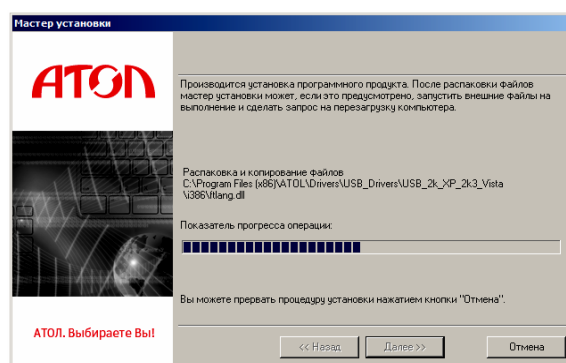 Мастер установки
АТОЛ
Производится установка программного продукта. После распаковки файлов
мастер установки может, если это предусмотрено, запустить внешние файлы на
выполнение и сделать запрос на перезагрузку компьютера.
Распаковка и копирование файлов
C:\Program Files (x86)\ATOL\Drivers\USB_Drivers\USB_2k_XP_2k3_Vista
\i386\ftlang.dll
Показатель прогресса операции:
Вы можете прервать процедуру установки нажатием кнопки "Отмена".
АТОЛ. Выбираете Вы!
<< Назад
Далее >>
Отмена